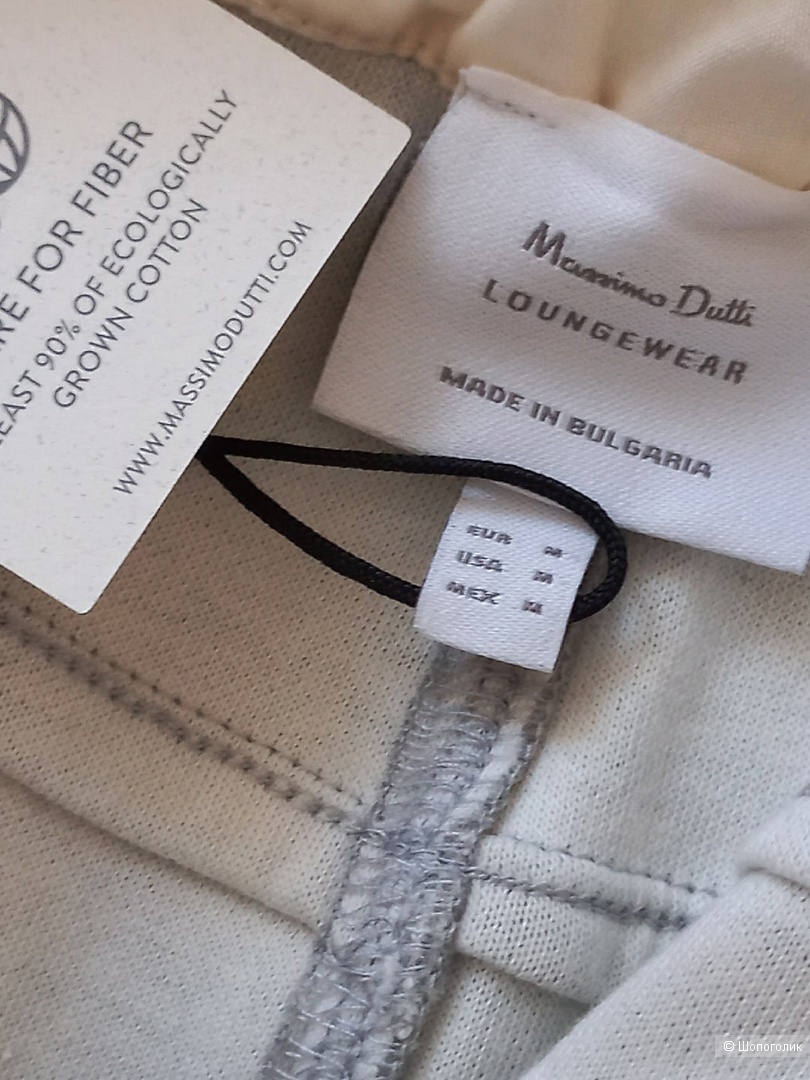 RE FOR FIBER
EAST 90% OF ECOLOGICALLY
GROWN COTTON
WWW.MASSIMODUTTI.COM
Massimo Dutti
LOUNGEWEAR
MADE IN BULGARIA
EUR M
USA M
MEX M
© Шопоголик